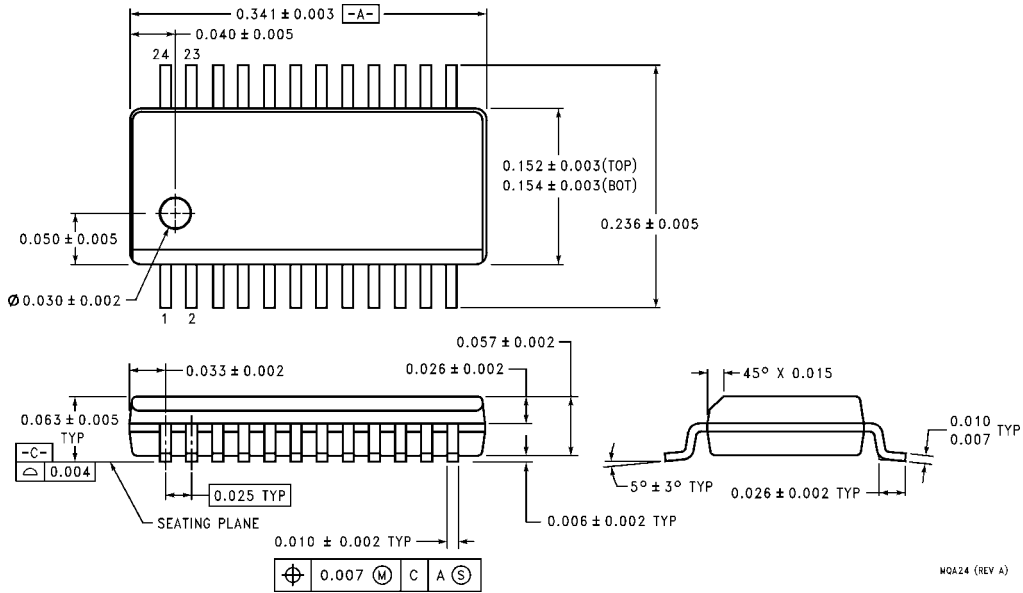 0.341 ± 0.003 -A-
0.040 ± 0.005
24 23
0.152 ± 0.003(TOP)
0.154 ± 0.003(BOT)
0.236 ± 0.005
0.050 ± 0.005
Ø 0.030 ± 0.002
1 2
0.057 ± 0.002
0.033 ± 0.002
0.026 ± 0.002
45° X 0.015
0.063 ± 0.005
TYP
0.010
0.007 TYP
-C-
⌓ 0.004
5° ± 3° TYP
0.026 ± 0.002 TYP
0.025 TYP
SEATING PLANE
0.006 ± 0.002 TYP
0.010 ± 0.002 TYP
⌖ 0.007 Ⓜ C A Ⓢ
MQA24 (REV A)